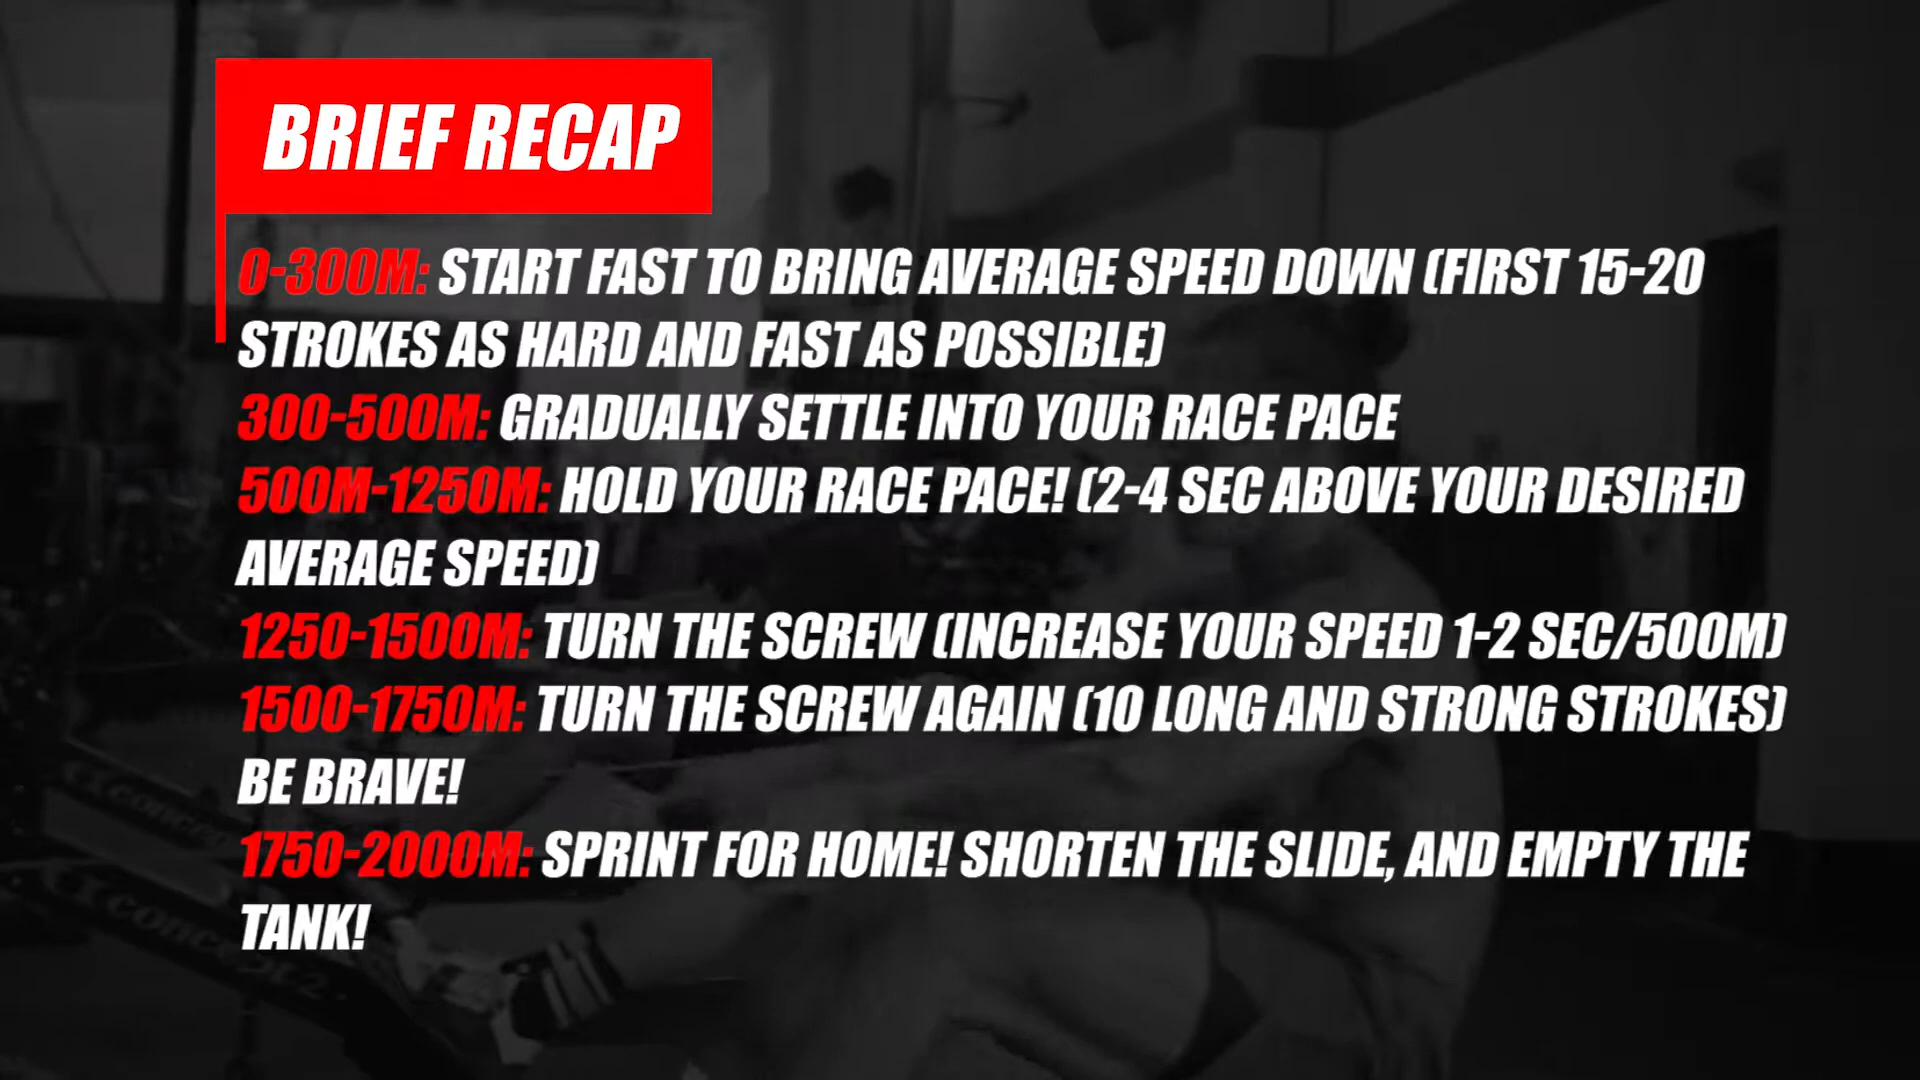 BRIEF RECAP
0-300M: START FAST TO BRING AVERAGE SPEED DOWN (FIRST 15-20
STROKES AS HARD AND FAST AS POSSIBLE)
300-500M: GRADUALLY SETTLE INTO YOUR RACE PACE
500M-1250M: HOLD YOUR RACE PACE! (2-4 SEC ABOVE YOUR DESIRED
AVERAGE SPEED)
1250-1500M: TURN THE SCREW (INCREASE YOUR SPEED 1-2 SEC/500M)
1500-1750M: TURN THE SCREW AGAIN (10 LONG AND STRONG STROKES)
BE BRAVE!
1750-2000M: SPRINT FOR HOME! SHORTEN THE SLIDE, AND EMPTY THE
TANK!
concept
concept2